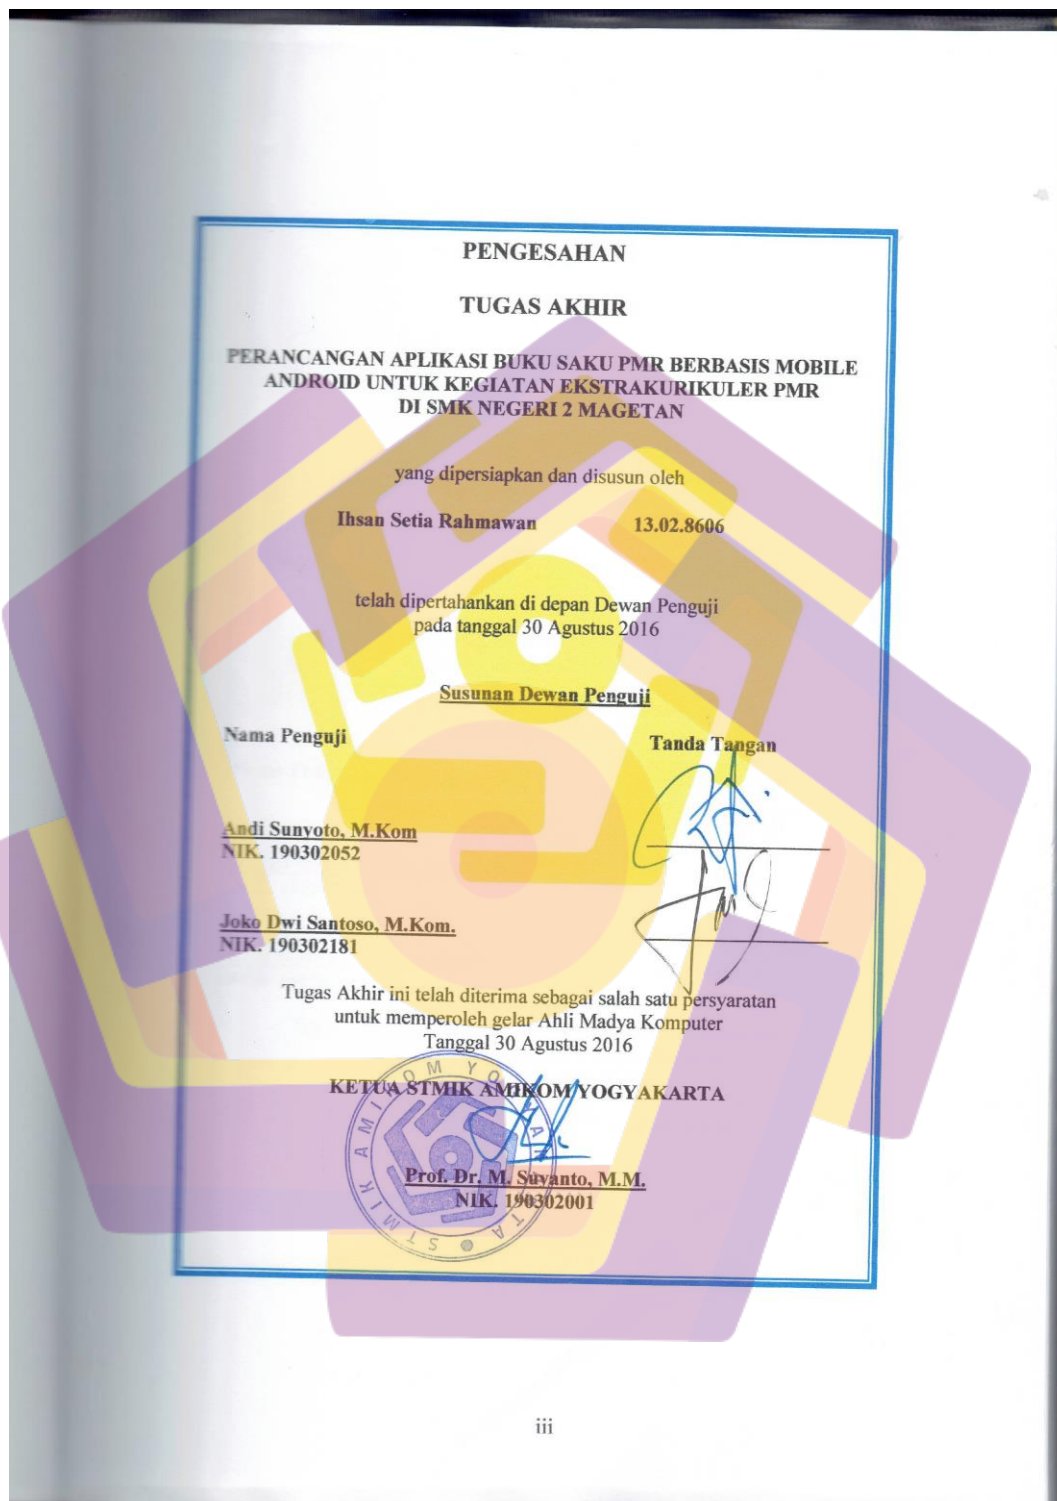 PENGESAHAN
TUGAS AKHIR
PERANCANGAN APLIKASI BUKU SAKU PMR BERBASIS MOBILE
ANDROID UNTUK KEGIATAN EKSTRAKURIKULER PMR
DI SMK NEGERI 2 MAGETAN
yang dipersiapkan dan disusun oleh
Ihsan Setia Rahmawan 13.02.8606
telah dipertahankan di depan Dewan Penguji
pada tanggal 30 Agustus 2016
Susunan Dewan Penguji
Nama Penguji Tanda Tangan
Andi Sunyoto, M.Kom
NIK. 190302052
Joko Dwi Santoso, M.Kom.
NIK. 190302181
Tugas Akhir ini telah diterima sebagai salah satu persyaratan
untuk memperoleh gelar Ahli Madya Komputer
Tanggal 30 Agustus 2016
KETUA STMIK AMIKOM YOGYAKARTA
Prof. Dr. M. Suyanto, M.M.
NIK. 190302001
STMIK AMIKOM YOGYAKARTA
iii